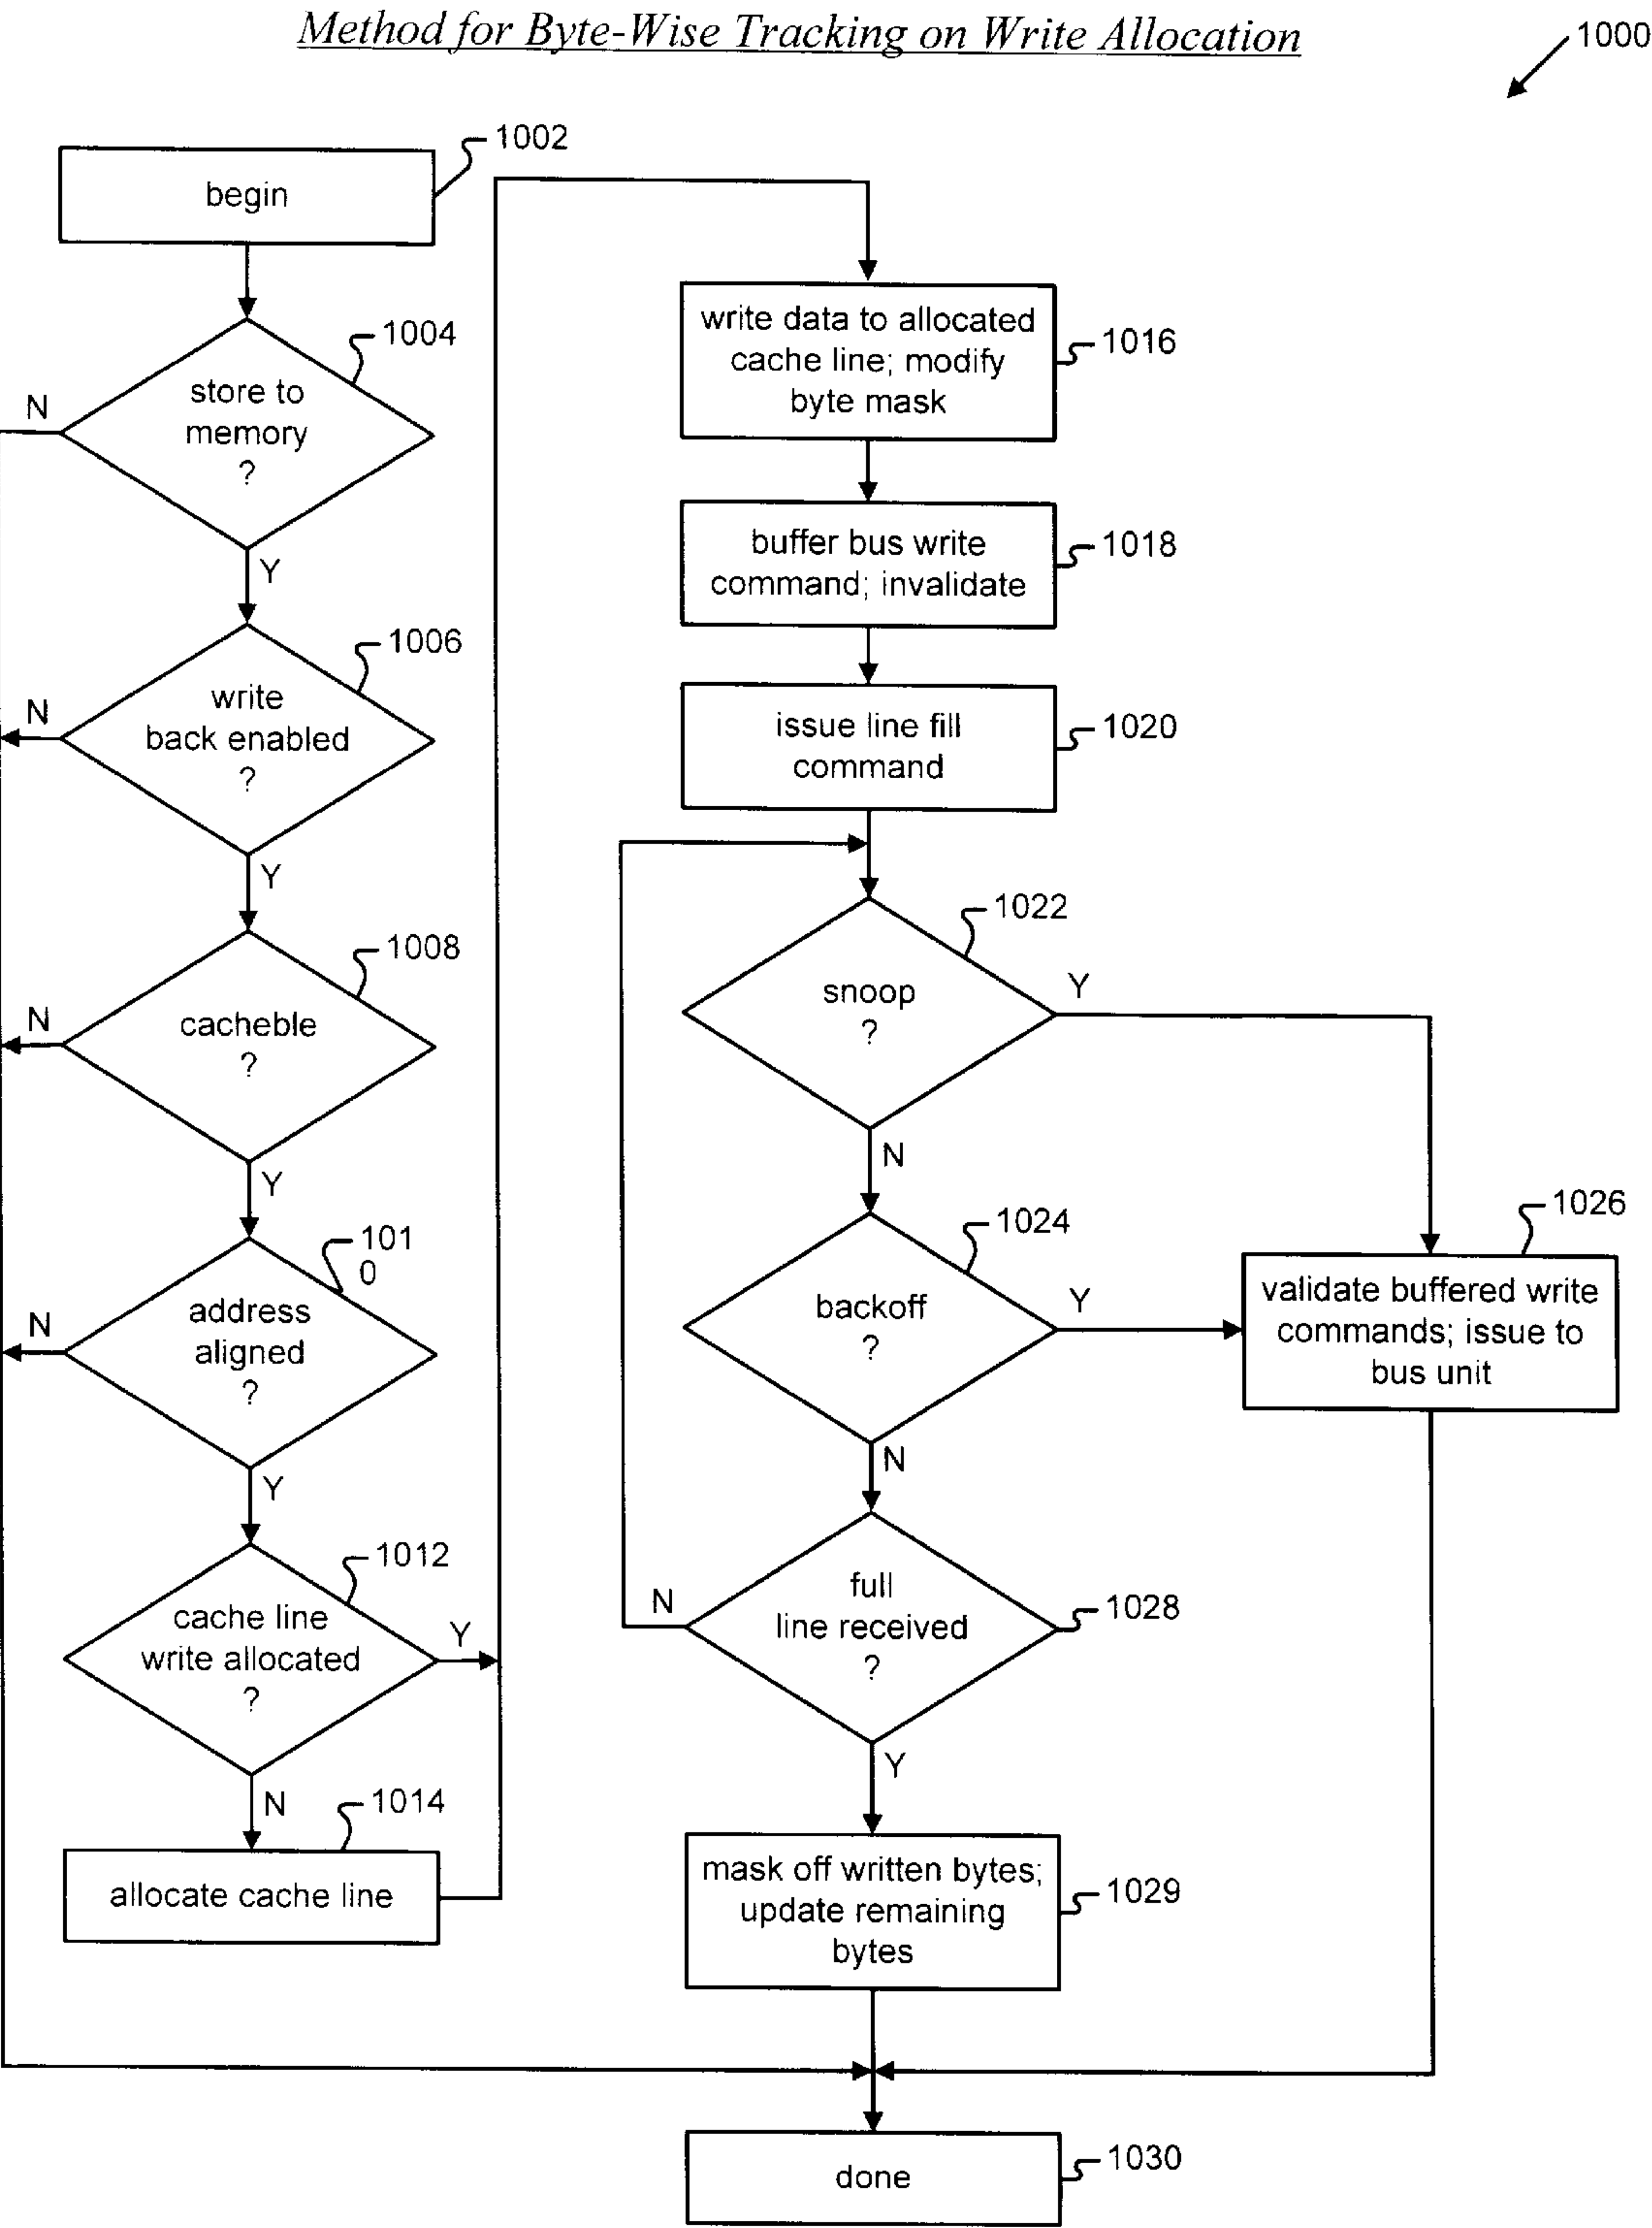 Method for Byte-Wise Tracking on Write Allocation
1000
begin
1002
store to
memory
?
1004
N
Y
write
back enabled
?
1006
N
Y
cacheble
?
1008
N
Y
address
aligned
?
101
0
N
Y
cache line
write allocated
?
1012
Y
N
allocate cache line
1014
write data to allocated
cache line; modify
byte mask
1016
buffer bus write
command; invalidate
1018
issue line fill
command
1020
snoop
?
1022
Y
N
backoff
?
1024
Y
N
validate buffered write
commands; issue to
bus unit
1026
full
line received
?
1028
N
Y
mask off written bytes;
update remaining
bytes
1029
done
1030